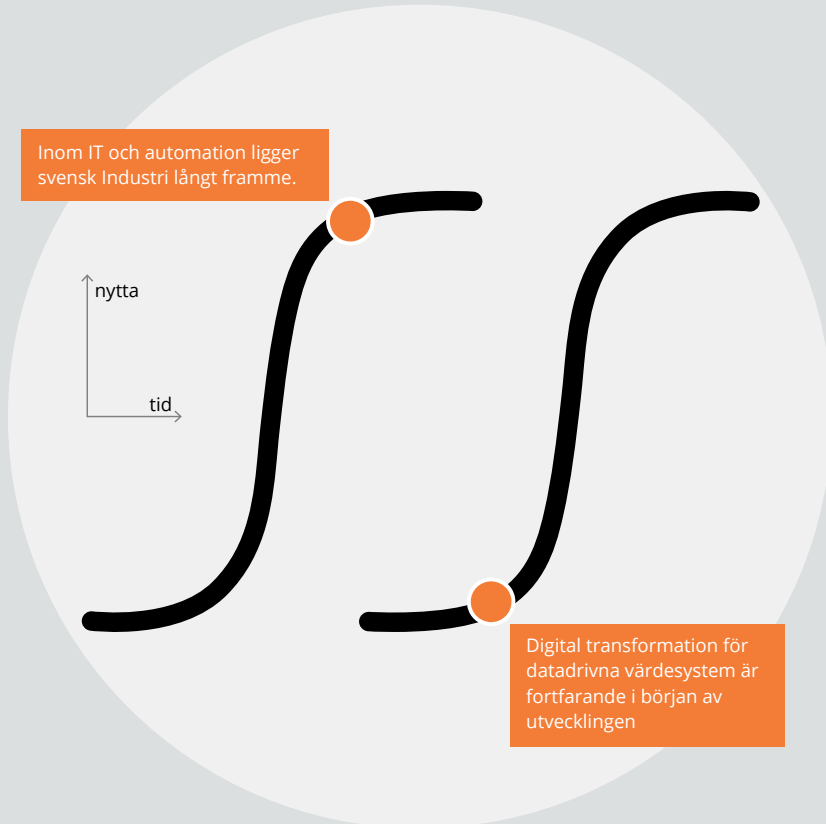 Inom IT och automation ligger
svensk Industri långt framme.
nytta
tid
Digital transformation för
datadrivna värdesystem är
fortfarande i början av
utvecklingen